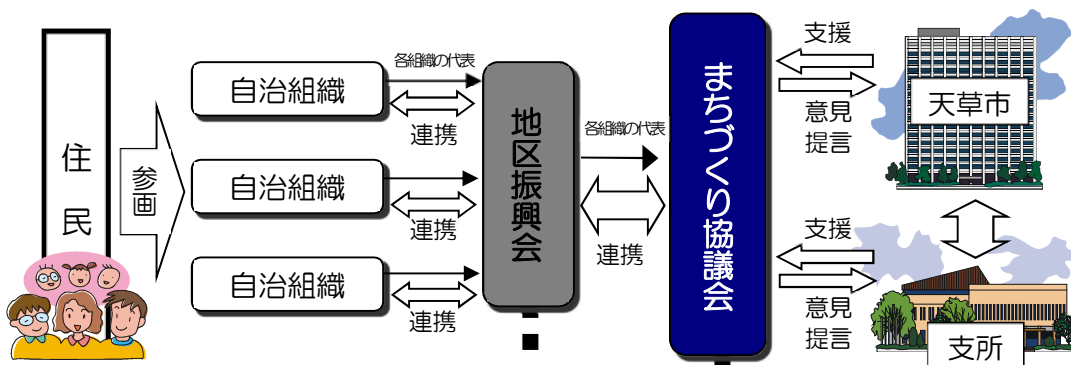 住民
参画
自治組織
各組織の代表
連携
自治組織
連携
自治組織
連携
地区振興会
各組織の代表
連携
まちづくり協議会
支援
意見
提言
天草市
支援
意見
提言
支所